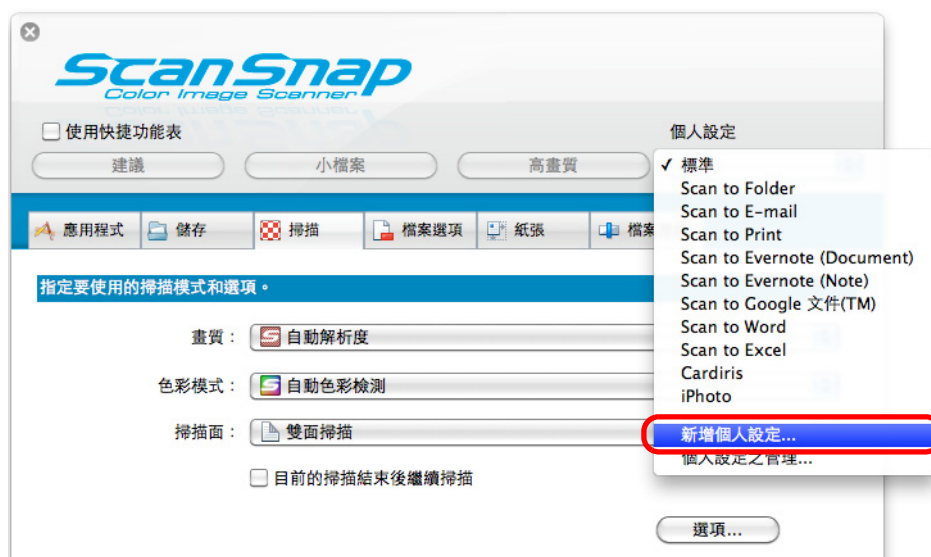 ScanSnap
Color Image Scanner
使用快捷功能表
個人設定
建議
小檔案
高畫質
✓ 標準
Scan to Folder
Scan to E-mail
Scan to Print
Scan to Evernote (Document)
Scan to Evernote (Note)
Scan to Google 文件(TM)
Scan to Word
Scan to Excel
Cardiris
iPhoto
新增個人設定...
個人設定之管理...
應用程式
儲存
掃描
檔案選項
紙張
檔案
指定要使用的掃描模式和選項。
畫質：
自動解析度
色彩模式：
自動色彩檢測
掃描面：
雙面掃描
目前的掃描結束後繼續掃描
選項...